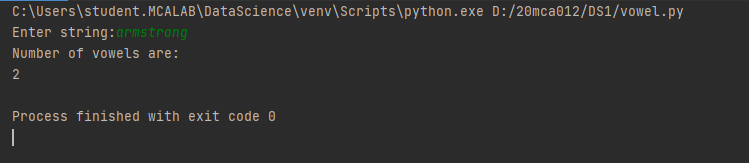 C:\Users\student.MCALAB\DataScience\venv\Scripts\python.exe D:/20mca012/DS1/vowel.py
Enter string:armstrong
Number of vowels are:
2
Process finished with exit code 0